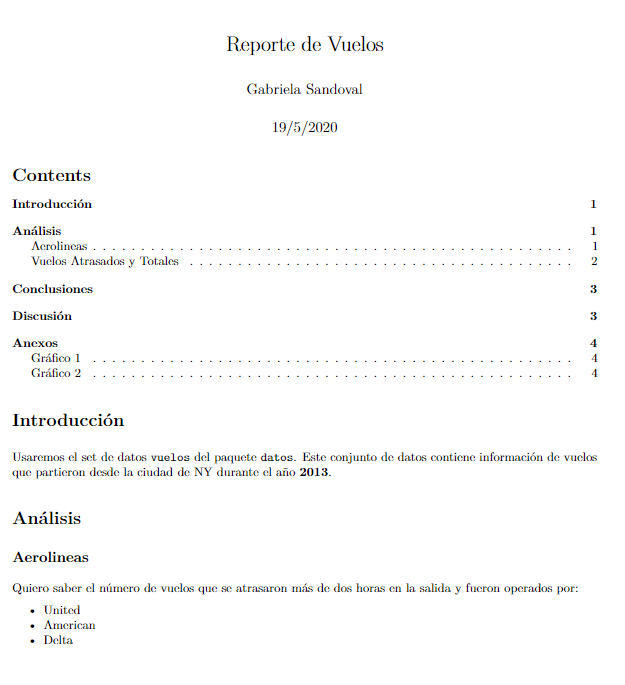 Reporte de Vuelos
Gabriela Sandoval
19/5/2020
Contents
Introducción 1
Análisis 1
Aerolineas . . . . . . . . . . . . . . . . . . . . . . . . . . . . . . . . . . . . . . . . . . . . . . . . . . 1
Vuelos Atrasados y Totales . . . . . . . . . . . . . . . . . . . . . . . . . . . . . . . . . . . . . . . . 2
Conclusiones 3
Discusión 3
Anexos 4
Gráfico 1 . . . . . . . . . . . . . . . . . . . . . . . . . . . . . . . . . . . . . . . . . . . . . . . . . . 4
Gráfico 2 . . . . . . . . . . . . . . . . . . . . . . . . . . . . . . . . . . . . . . . . . . . . . . . . . . 4
Introducción
Usaremos el set de datos vuelos del paquete datos. Este conjunto de datos contiene información de vuelos
que partieron desde la ciudad de NY durante el año 2013.
Análisis
Aerolineas
Quiero saber el número de vuelos que se atrasaron más de dos horas en la salida y fueron operados por:
• United
• American
• Delta